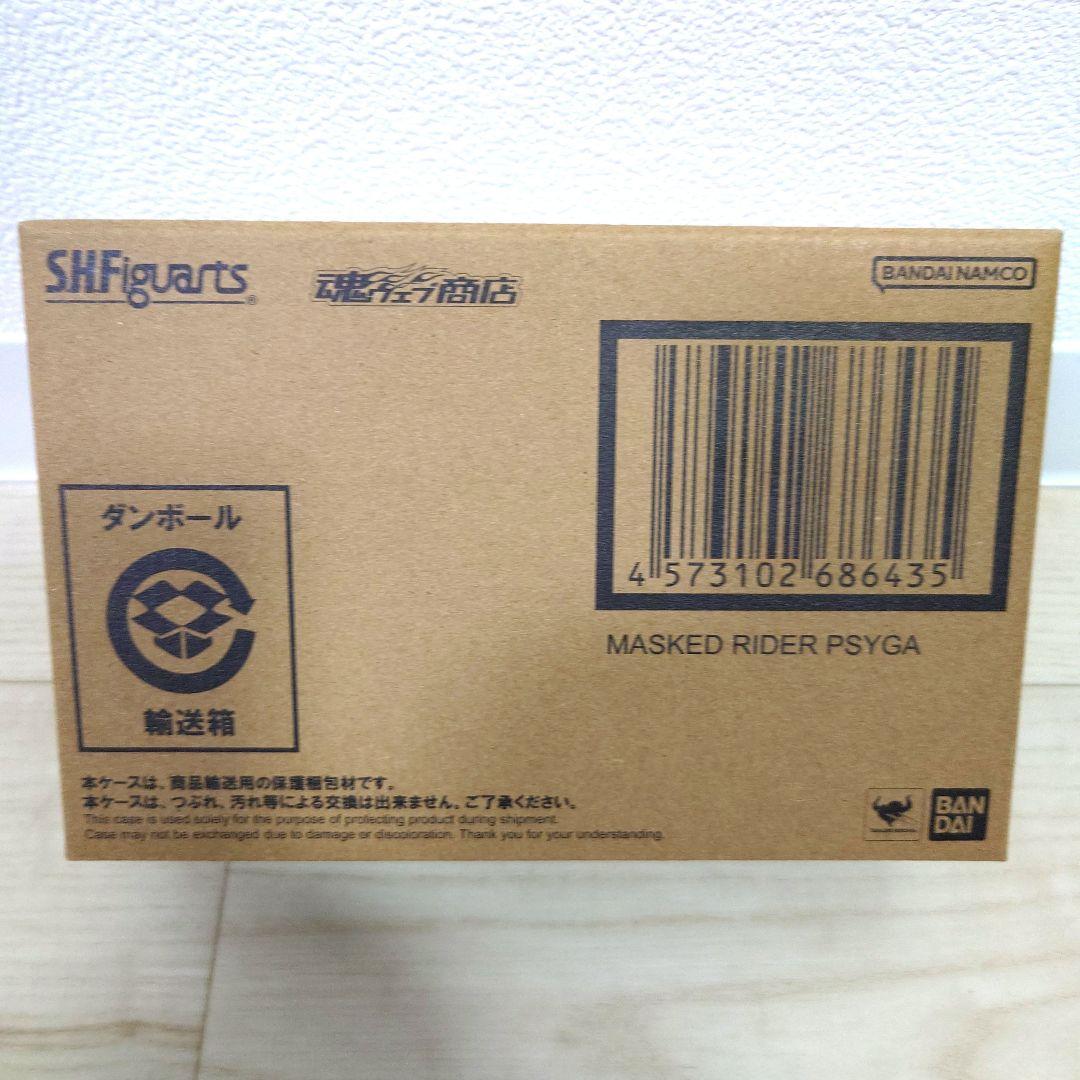 S.H.Figuarts®
魂ウェブ商店
BANDAI NAMCO
4 573102 686435
MASKED RIDER PSYGA
ダンボール
輸送箱
本ケースは、商品輸送用の保護梱包材です。
本ケースは、つぶれ、汚れ等による交換は出来ません。ご了承ください。
This case is used solely for the purpose of protecting product during shipment.
Case may not be exchanged due to damage or discoloration. Thank you for your understanding.
BAN
DAI